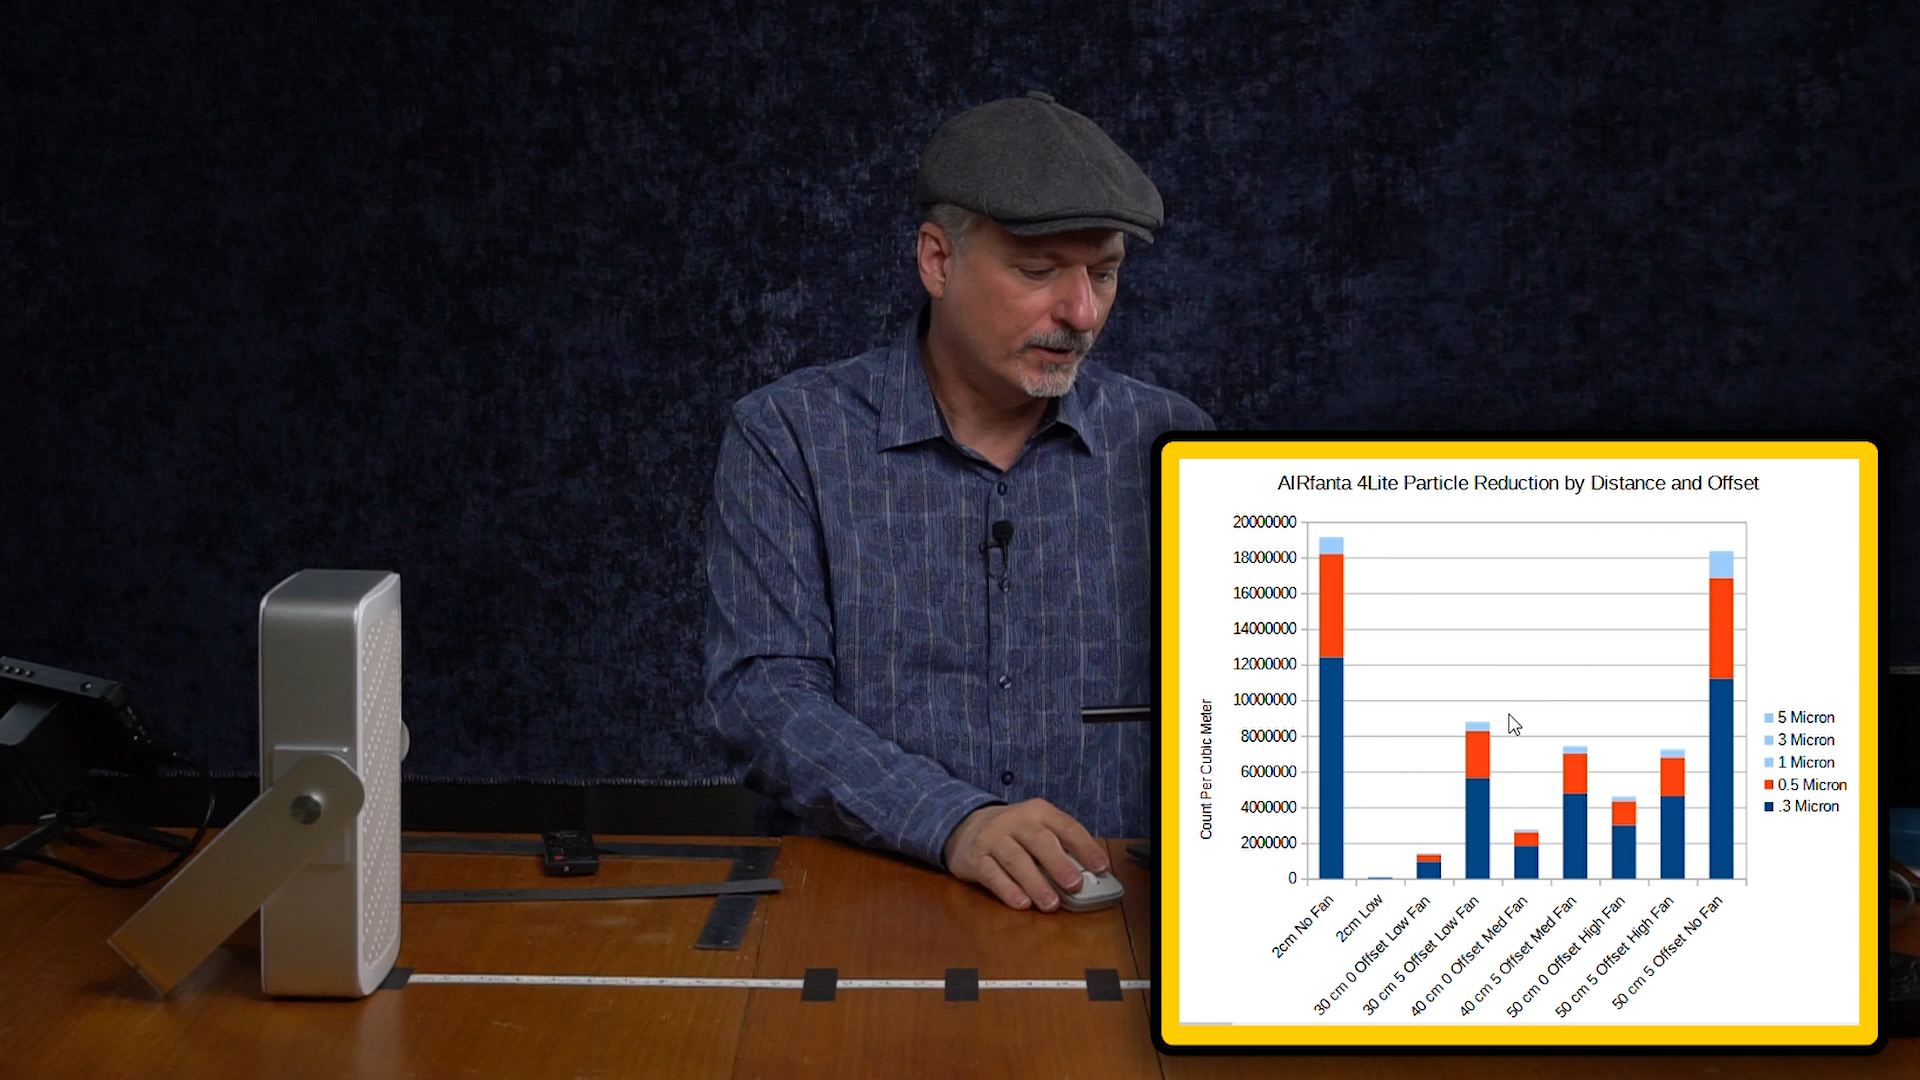 AIRfanta 4Lite Particle Reduction by Distance and Offset
20000000
18000000
16000000
14000000
12000000
10000000
8000000
6000000
4000000
2000000
0
Count Per Cubic Meter
5 Micron
3 Micron
1 Micron
0.5 Micron
.3 Micron
2cm No Fan
2cm Low
30 cm 0 Offset Low Fan
30 cm 5 Offset Low Fan
40 cm 0 Offset Med Fan
40 cm 5 Offset Med Fan
50 cm 0 Offset High Fan
50 cm 5 Offset High Fan
50 cm 5 Offset No Fan